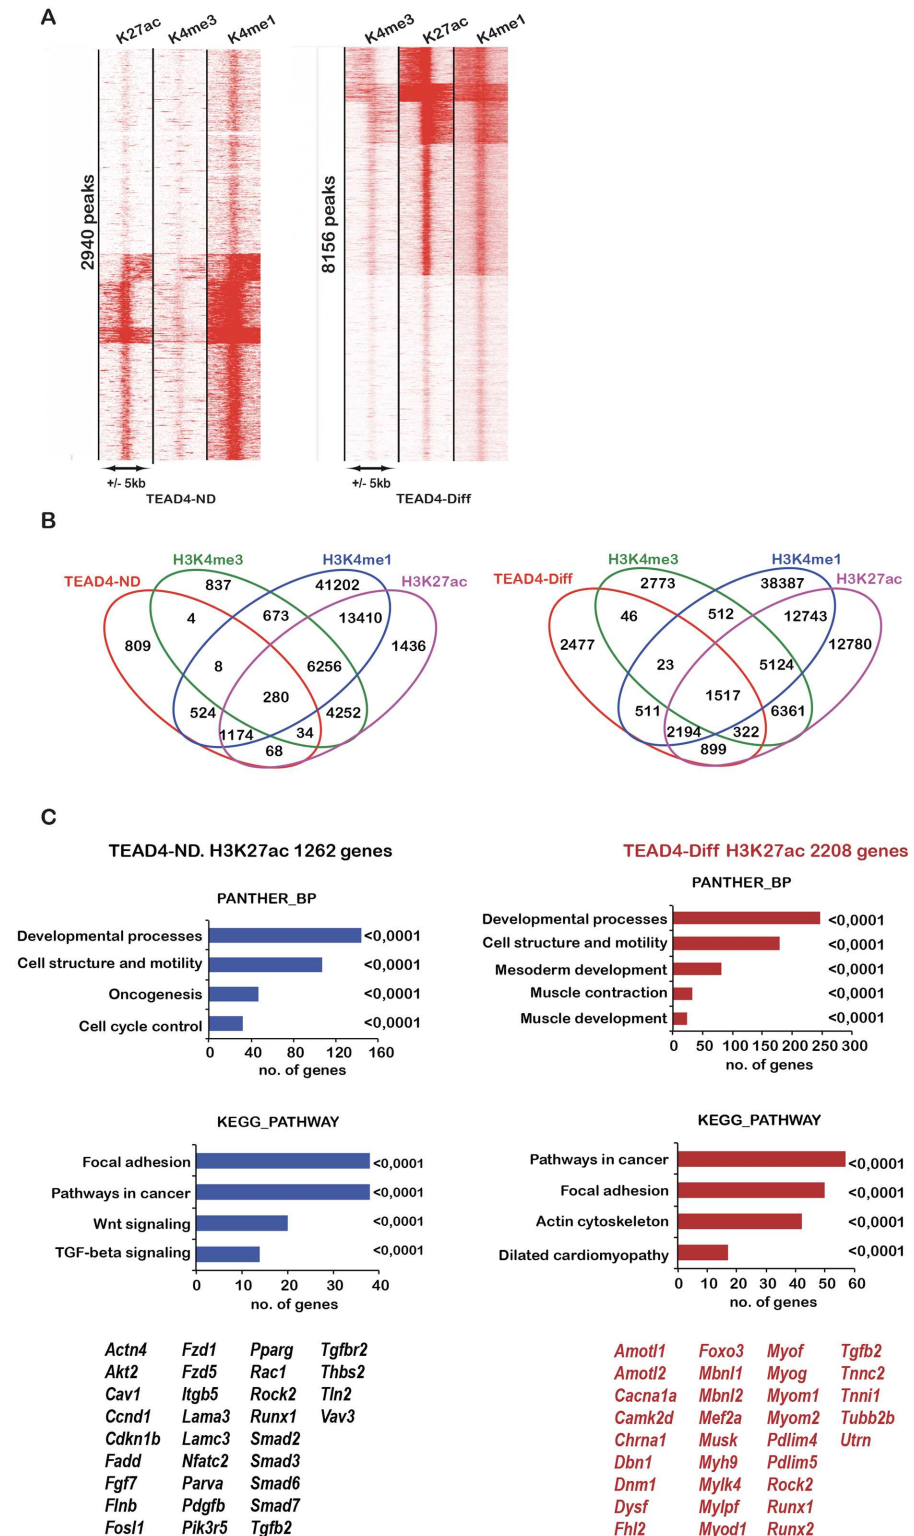 A
K27ac K4me3 K4me1
K4me3 K27ac K4me1
2940 peaks
8156 peaks
+/- 5kb
TEAD4-ND
+/- 5kb
TEAD4-Diff
B
H3K4me3 H3K4me1
TEAD4-ND H3K27ac
837 41202
4 673 13410
809 1436
8 6256
280
524 4252
1174 34
68
H3K4me3 H3K4me1
TEAD4-Diff H3K27ac
2773 38387
46 512 12743
2477 12780
23 5124
1517
511 6361
2194 322
899
C
TEAD4-ND. H3K27ac 1262 genes
PANTHER_BP
Developmental processes <0,0001
Cell structure and motility <0,0001
Oncogenesis <0,0001
Cell cycle control <0,0001
0 40 80 120 160
no. of genes
KEGG_PATHWAY
Focal adhesion <0,0001
Pathways in cancer <0,0001
Wnt signaling <0,0001
TGF-beta signaling <0,0001
0 10 20 30 40
no. of genes
Actn4 Fzd1 Pparg Tgfbr2
Akt2 Fzd5 Rac1 Thbs2
Cav1 Itgb5 Rock2 Tln2
Ccnd1 Lama3 Runx1 Vav3
Cdkn1b Lamc3 Smad2
Fadd Nfatc2 Smad3
Fgf7 Parva Smad6
Flnb Pdgfb Smad7
Fosl1 Pik3r5 Tgfb2
TEAD4-Diff H3K27ac 2208 genes
PANTHER_BP
Developmental processes <0,0001
Cell structure and motility <0,0001
Mesoderm development <0,0001
Muscle contraction <0,0001
Muscle development <0,0001
0 50 100 150 200 250 300
no. of genes
KEGG_PATHWAY
Pathways in cancer <0,0001
Focal adhesion <0,0001
Actin cytoskeleton <0,0001
Dilated cardiomyopathy <0,0001
0 10 20 30 40 50 60
no. of genes
Amotl1 Foxo3 Myof Tgfb2
Amotl2 Mbnl1 Myog Tnnc2
Cacna1a Mbnl2 Myom1 Tnni1
Camk2d Mef2a Myom2 Tubb2b
Chrna1 Musk Pdlim4 Utrn
Dbn1 Myh9 Pdlim5
Dnm1 Mylk4 Rock2
Dysf Mylpf Runx1
Fhl2 Myod1 Runx2